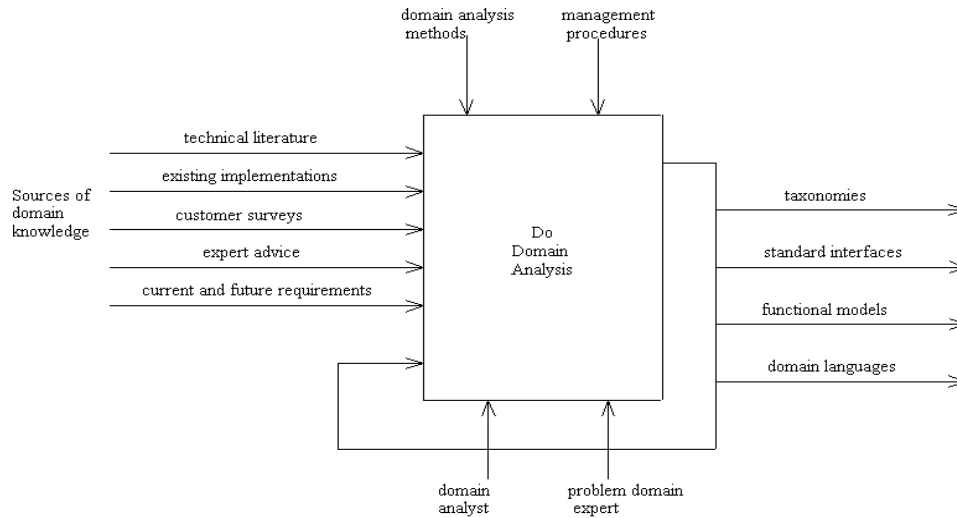 domain analysis
methods
management
procedures
technical literature
existing implementations
Sources of
domain
knowledge
customer surveys
expert advice
current and future requirements
Do
Domain
Analysis
taxonomies
standard interfaces
functional models
domain languages
domain
analyst
problem domain
expert